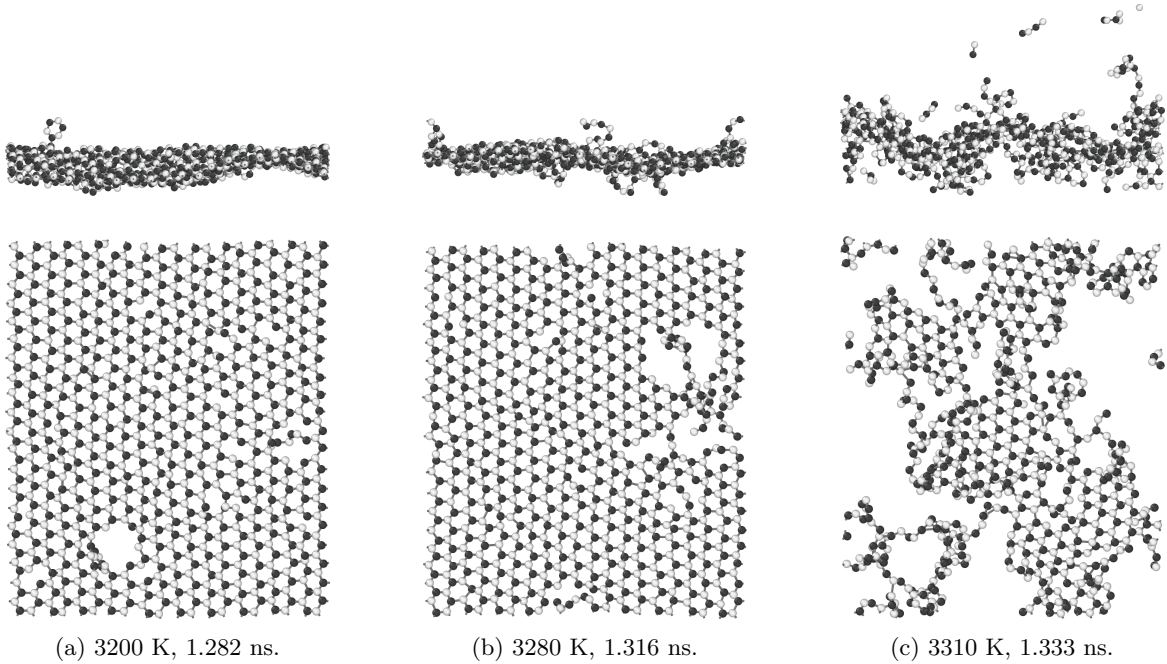 (a) 3200 K, 1.282 ns.
(b) 3280 K, 1.316 ns.
(c) 3310 K, 1.333 ns.